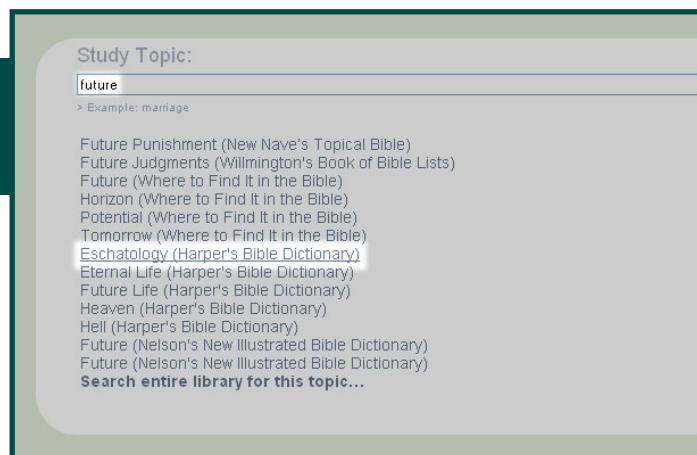 Study Topic:
future
> Example: marriage
Future Punishment (New Nave's Topical Bible)
Future Judgments (Willmington's Book of Bible Lists)
Future (Where to Find It in the Bible)
Horizon (Where to Find It in the Bible)
Potential (Where to Find It in the Bible)
Tomorrow (Where to Find It in the Bible)
Eschatology (Harper's Bible Dictionary)
Eternal Life (Harper's Bible Dictionary)
Future Life (Harper's Bible Dictionary)
Heaven (Harper's Bible Dictionary)
Hell (Harper's Bible Dictionary)
Future (Nelson's New Illustrated Bible Dictionary)
Future (Nelson's New Illustrated Bible Dictionary)
Search entire library for this topic...